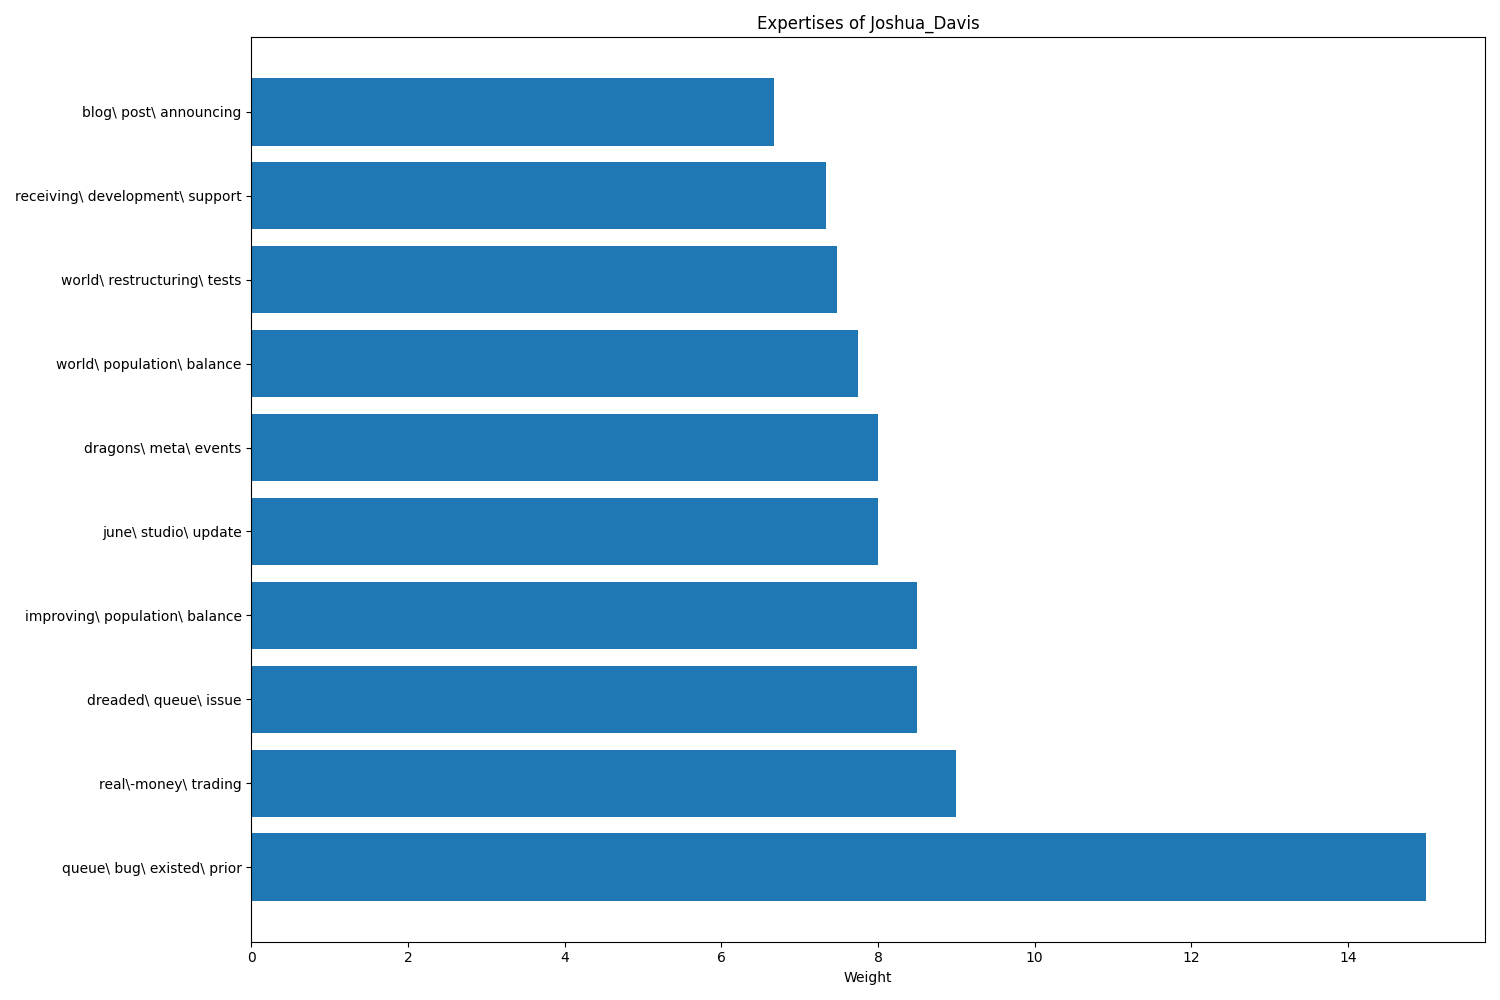 Expertises of Joshua_Davis
blog\ post\ announcing
receiving\ development\ support
world\ restructuring\ tests
world\ population\ balance
dragons\ meta\ events
june\ studio\ update
improving\ population\ balance
dreaded\ queue\ issue
real\-money\ trading
queue\ bug\ existed\ prior
0 2 4 6 8 10 12 14
Weight